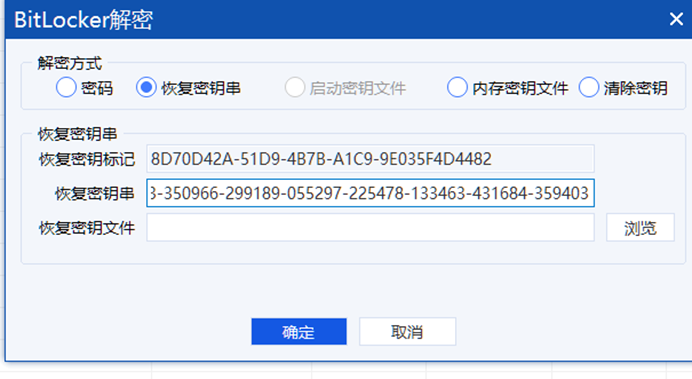 BitLocker解密
解密方式
密码 恢复密钥串 启动密钥文件 内存密钥文件 清除密钥
恢复密钥串
恢复密钥标记 8D70D42A-51D9-4B7B-A1C9-9E035F4D4482
恢复密钥串 3-350966-299189-055297-225478-133463-431684-359403
恢复密钥文件 浏览
确定 取消